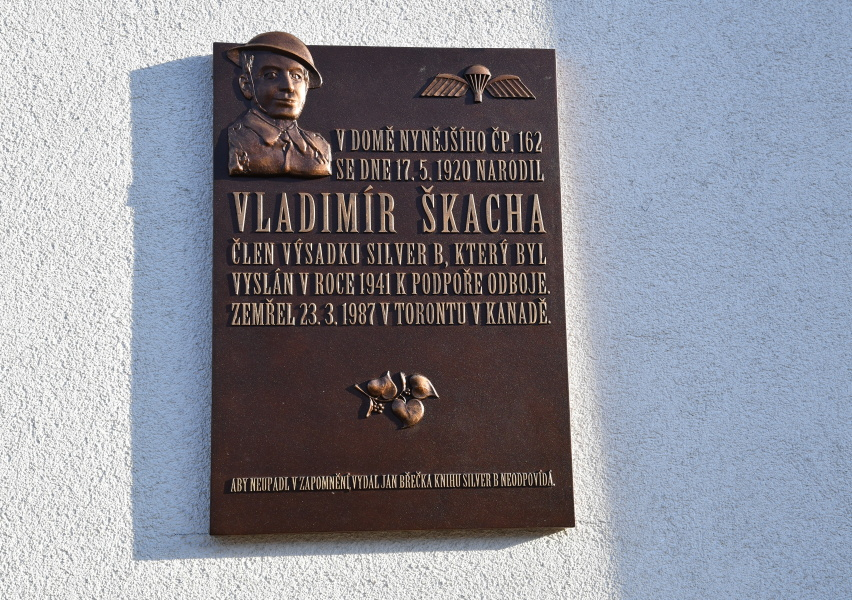 V DOMĚ NYNĚJŠÍHO ČP. 162
SE DNE 17. 5. 1920 NARODIL
VLADIMÍR ŠKACHA
ČLEN VÝSADKU SILVER B, KTERÝ BYL
VYSLÁN V ROCE 1941 K PODPOŘE ODBOJE.
ZEMŘEL 23. 3. 1987 V TORONTU V KANADĚ.
ABY NEUPADL V ZAPOMNĚNÍ, VYDAL JAN BŘEČKA KNIHU SILVER B NEODPOVÍDÁ.